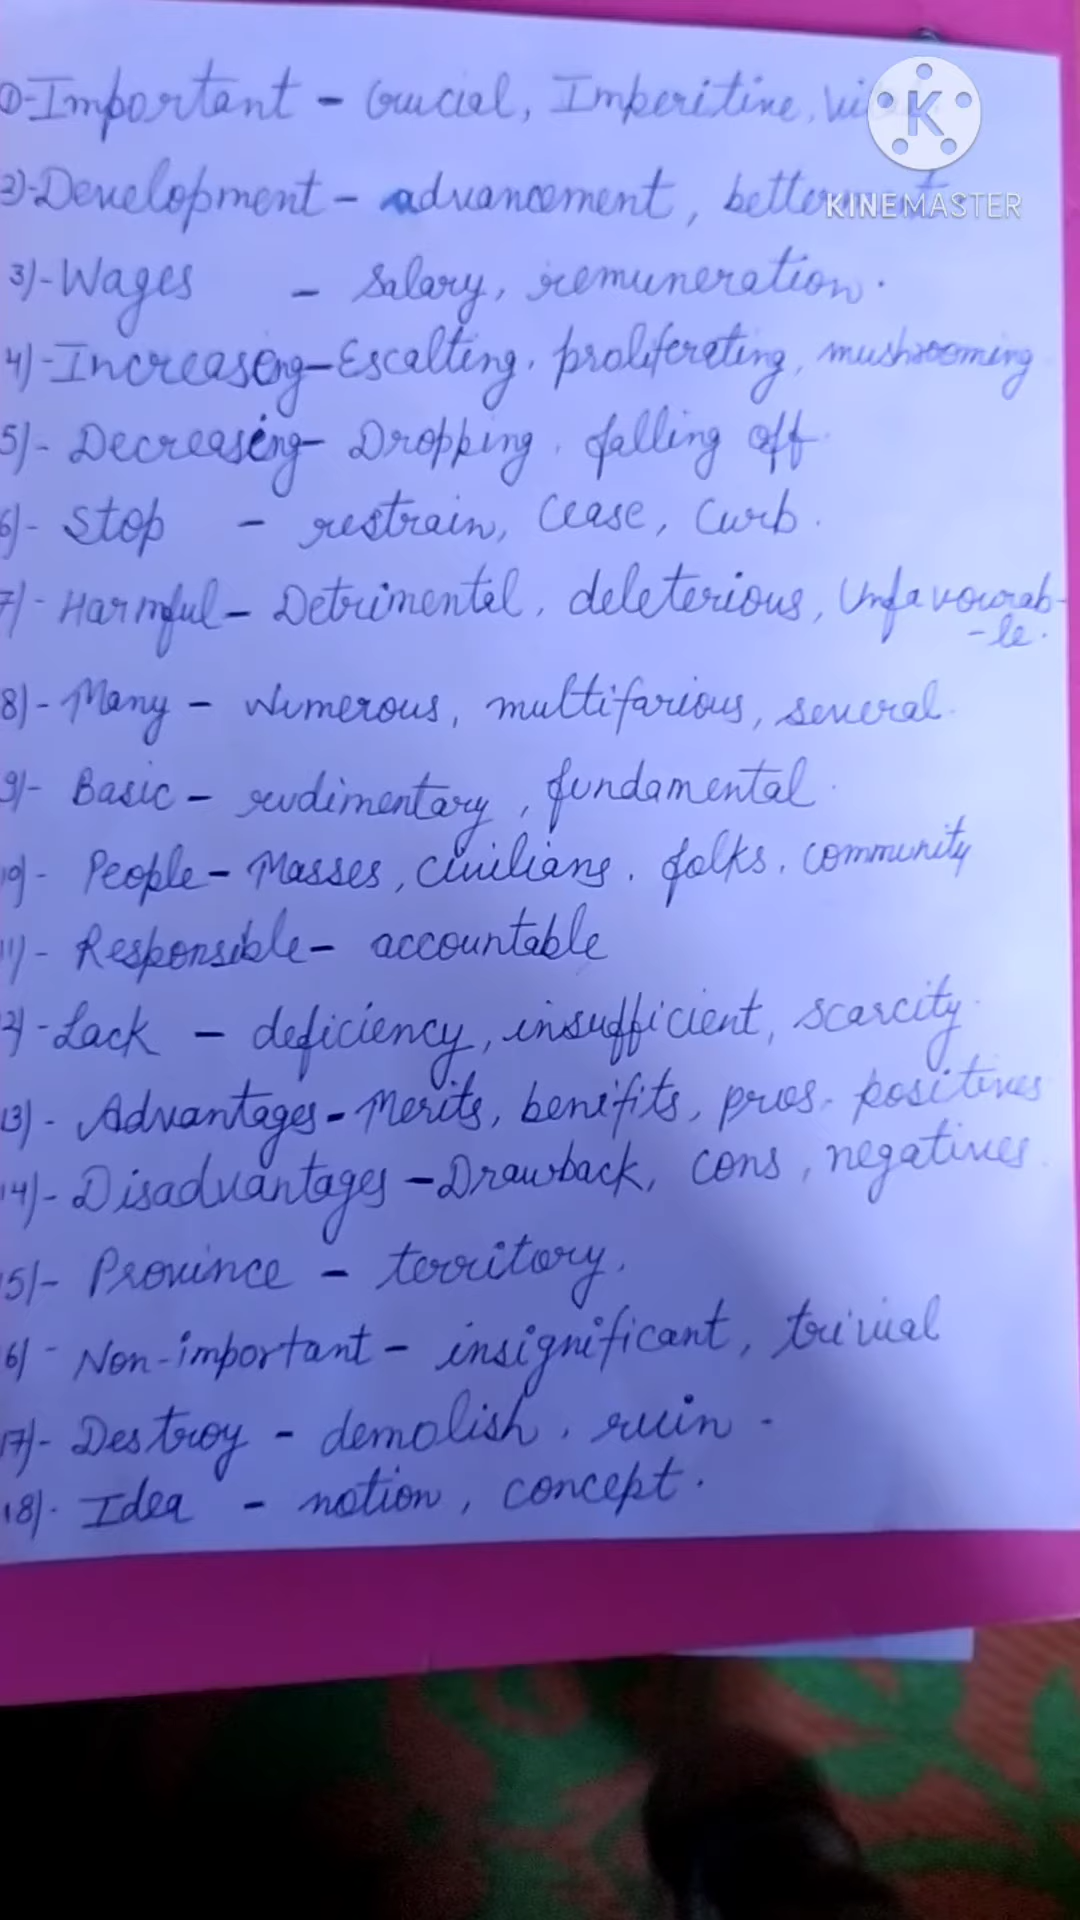 1)-Important - Crucial, Imperitine,
K
2)-Development - advancement,
KINEMASTER
3)-Wages - Salary, remuneration.
4)-Increasing-Escalting, proliferating, mushrooming
5)- Decreasing- Dropping, falling off.
6)- Stop - restrain, Cease, Curb.
7)- Harmful - Detrimental, deleterious, Unfavourab-
-le.
8)- Many - Numerous, multifarious, several.
9)- Basic - rudimentary, fundamental.
10)- People - Masses, civilians, folks, community
11)- Responsible - accountable
12)-Lack - deficiency, insufficient, scarcity.
13)- Advantages - Merits, benifits, pros, positives
14)- Disadvantages -Drawback, cons, negatives.
15)- Province - territory.
16)- Non-important - insignificant, trivial
17)- Destroy - demolish, ruin -
18)- Idea - notion, concept.